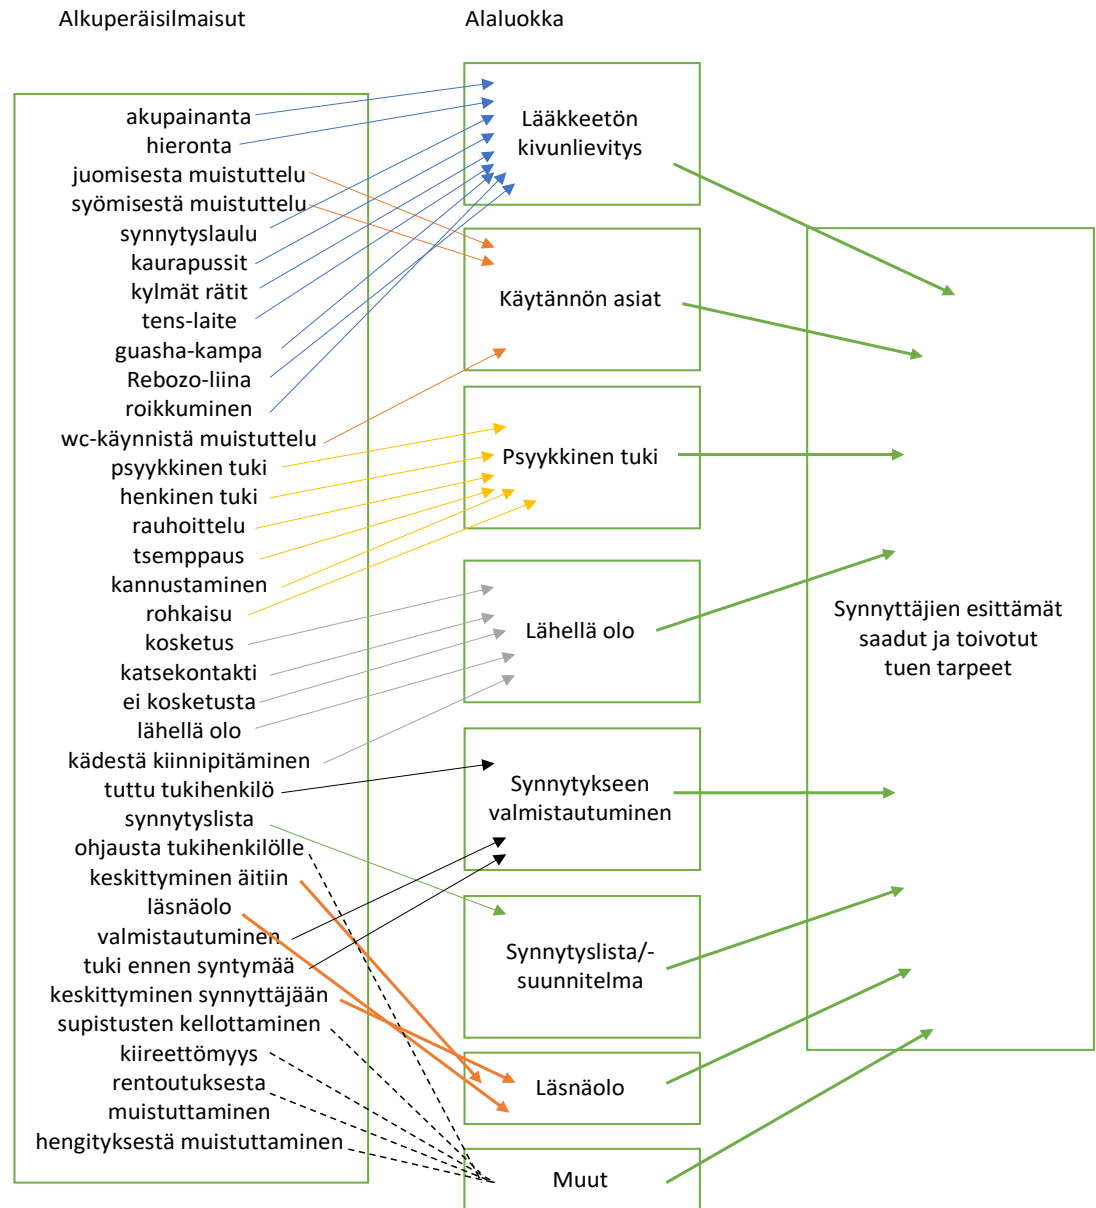 Alkuperäisilmaisut
Alaluokka
akupainanta
hieronta
juomisesta muistuttelu
syömisestä muistuttelu
synnytyslaulu
kaurapussit
kylmät rätit
tens-laite
guasha-kampa
Rebozo-liina
roikkuminen
wc-käynnistä muistuttelu
psyykkinen tuki
henkinen tuki
rauhoittelu
tsemppaus
kannustaminen
rohkaisu
kosketus
katsekontakti
ei kosketusta
lähellä olo
kädestä kiinnipitäminen
tuttu tukihenkilö
synnytyslista
ohjausta tukihenkilölle
keskittyminen äitiin
läsnäolo
valmistautuminen
tuki ennen syntymää
keskittyminen synnyttäjään
supistusten kellottaminen
kiireettömyys
rentoutuksesta
muistuttaminen
hengityksestä muistuttaminen
Lääkkeetön
kivunlievitys
Käytännön asiat
Psyykkinen tuki
Lähellä olo
Synnytykseen
valmistautuminen
Synnytyslista/-
suunnitelma
Läsnäolo
Muut
Synnyttäjien esittämät
saadut ja toivotut
tuen tarpeet